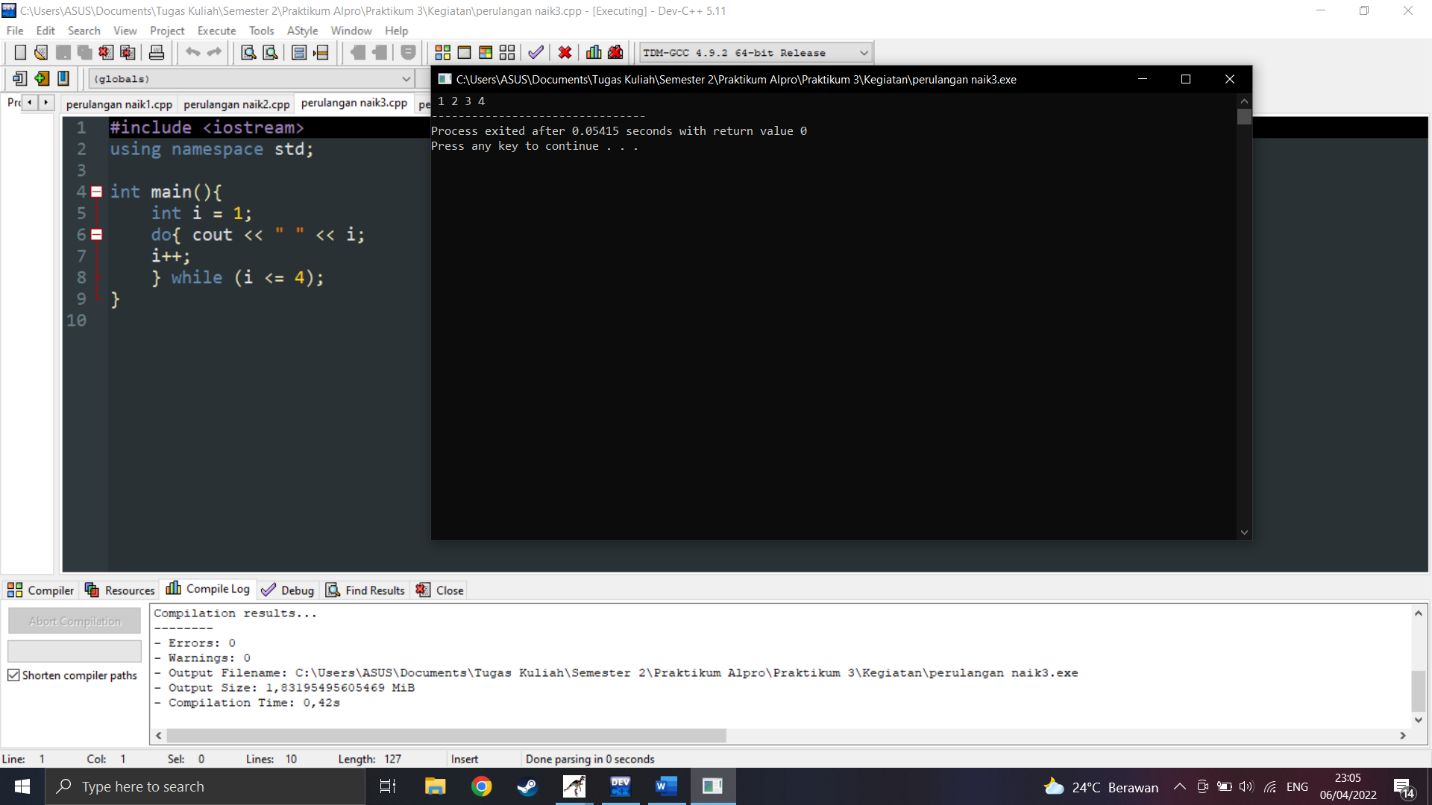 C:\Users\ASUS\Documents\Tugas Kuliah\Semester 2\Praktikum Alpro\Praktikum 3\Kegiatan\perulangan naik3.cpp - [Executing] - Dev-C++ 5.11
File Edit Search View Project Execute Tools AStyle Window Help
TDM-GCC 4.9.2 64-bit Release
(globals)
Pro perulangan naik1.cpp perulangan naik2.cpp perulangan naik3.cpp pe
1 #include <iostream>
2 using namespace std;
3
4 int main(){
5 int i = 1;
6 do{ cout << " " << i;
7 i++;
8 } while (i <= 4);
9 }
10
C:\Users\ASUS\Documents\Tugas Kuliah\Semester 2\Praktikum Alpro\Praktikum 3\Kegiatan\perulangan naik3.exe
1 2 3 4
--------------------------------
Process exited after 0.05415 seconds with return value 0
Press any key to continue . . .
Compiler Resources Compile Log Debug Find Results Close
Abort Compilation
Shorten compiler paths
Compilation results...
--------
- Errors: 0
- Warnings: 0
- Output Filename: C:\Users\ASUS\Documents\Tugas Kuliah\Semester 2\Praktikum Alpro\Praktikum 3\Kegiatan\perulangan naik3.exe
- Output Size: 1,83195495605469 MiB
- Compilation Time: 0,42s
Line: 1 Col: 1 Sel: 0 Lines: 10 Length: 127 Insert Done parsing in 0 seconds
Type here to search
DEV
W
24°C Berawan
ENG
23:05
06/04/2022
14